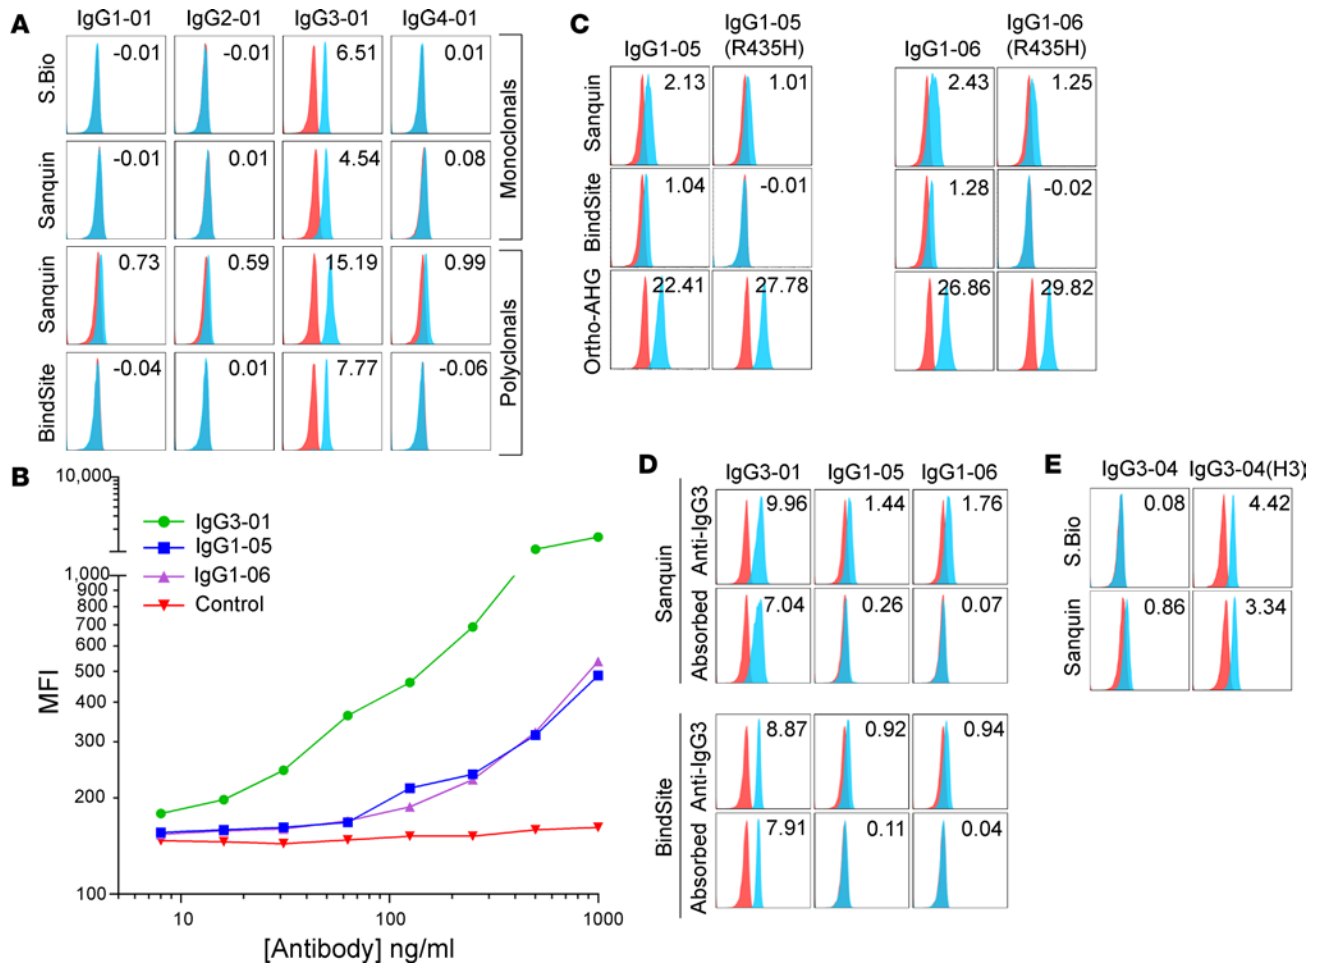 A
IgG1-01 IgG2-01 IgG3-01 IgG4-01
S.Bio -0.01 -0.01 6.51 0.01
Sanquin -0.01 0.01 4.54 0.08
Monoclonals
Sanquin 0.73 0.59 15.19 0.99
BindSite -0.04 0.01 7.77 -0.06
Polyclonals
B
10,000
1,000
900
800
700
600
500
400
300
200
100
MFI
IgG3-01
IgG1-05
IgG1-06
Control
10 100 1000
[Antibody] ng/ml
C
IgG1-05 IgG1-05 (R435H) IgG1-06 IgG1-06 (R435H)
Sanquin 2.13 1.01 2.43 1.25
BindSite 1.04 -0.01 1.28 -0.02
Ortho-AHG 22.41 27.78 26.86 29.82
D
IgG3-01 IgG1-05 IgG1-06
Sanquin
Anti-IgG3 9.96 1.44 1.76
Absorbed 7.04 0.26 0.07
BindSite
Anti-IgG3 8.87 0.92 0.94
Absorbed 7.91 0.11 0.04
E
IgG3-04 IgG3-04(H3)
S.Bio 0.08 4.42
Sanquin 0.86 3.34